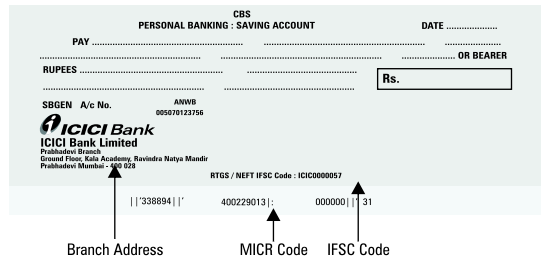 CBS
PERSONAL BANKING : SAVING ACCOUNT DATE ..................
PAY
OR BEARER
RUPEES
Rs.
SBGEN A/c No. ANWB
005070123756
ICICI Bank
ICICI Bank Limited
Prabhadevi Branch
Ground Floor, Kala Academy, Ravindra Natya Mandir
Prabhadevi Mumbai - 400 028
RTGS / NEFT IFSC Code : ICIC0000057
||'338894||' 400229013|: 000000||' 31
Branch Address MICR Code IFSC Code